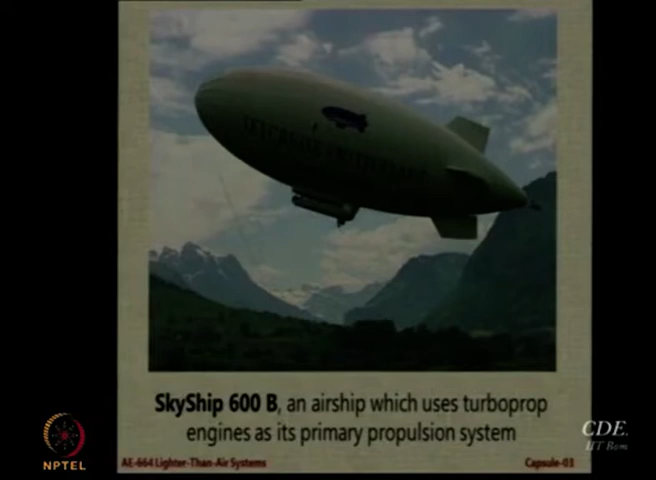 SkyShip 600 B, an airship which uses turboprop
engines as its primary propulsion system
AE-664 Lighter-Than-Air Systems
Capsule-03
NPTEL
CDE.
IIT Bom